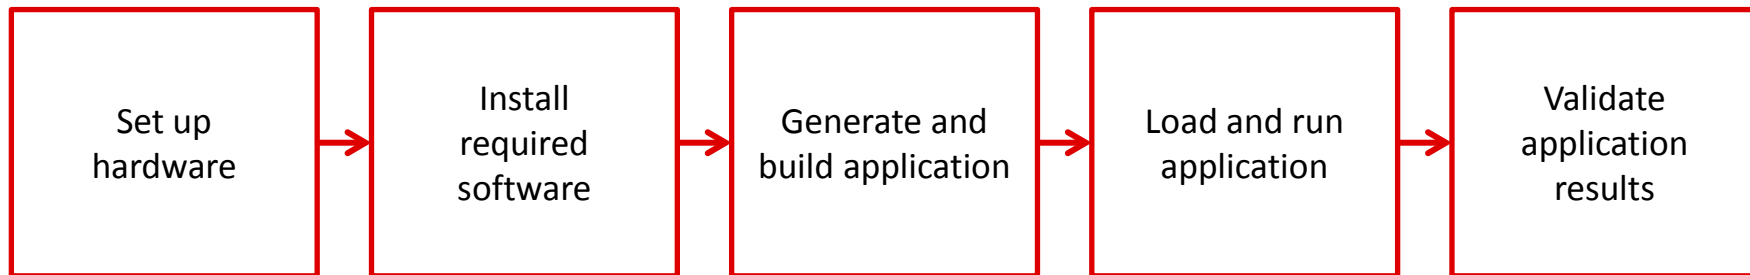 Set up
hardware
Install
required
software
Generate and
build application
Load and run
application
Validate
application
results